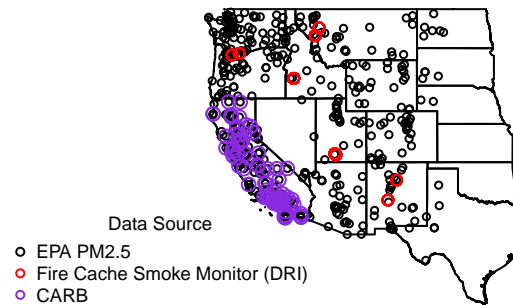 Data Source
EPA PM2.5
Fire Cache Smoke Monitor (DRI)
CARB